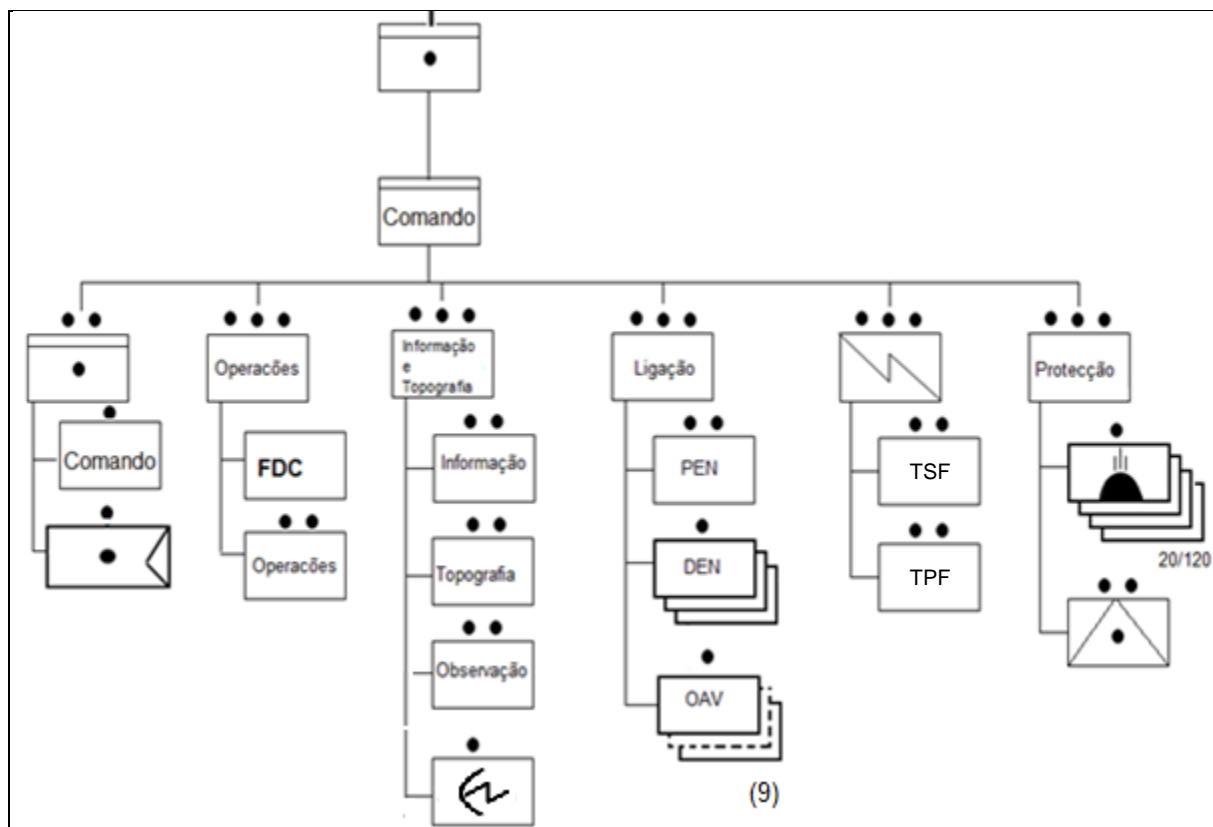 Comando
Operacões
Informação
e
Topografia
Ligação
Protecção
Comando
FDC
Operacões
Informação
Topografia
Observação
PEN
DEN
OAV
(9)
TSF
TPF
20/120